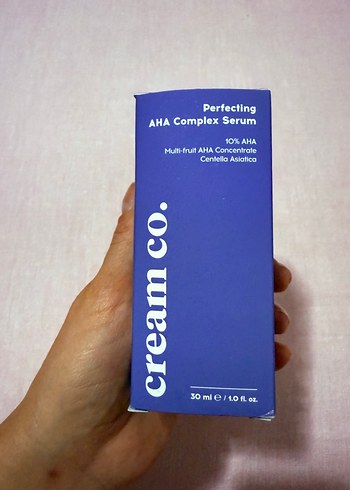 Perfecting
AHA Complex Serum
10% AHA
Multi-fruit AHA Concentrate
Centella Asiatica
cream co.
30 ml ℮ / 1.0 fl. oz.